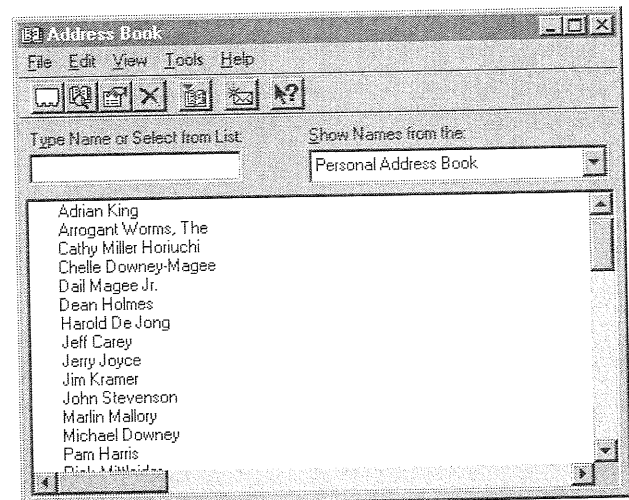 Address Book
File Edit View Tools Help
Type Name or Select from List:
Show Names from the:
Personal Address Book
Adrian King
Arrogant Worms, The
Cathy Miller Horiuchi
Chelle Downey-Magee
Dail Magee Jr.
Dean Holmes
Harold De Jong
Jeff Carey
Jerry Joyce
Jim Kramer
John Stevenson
Marlin Mallory
Michael Downey
Pam Harris